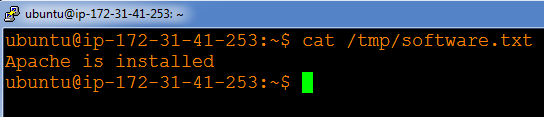 ubuntu@ip-172-31-41-253: ~
ubuntu@ip-172-31-41-253:~$ cat /tmp/software.txt
Apache is installed
ubuntu@ip-172-31-41-253:~$